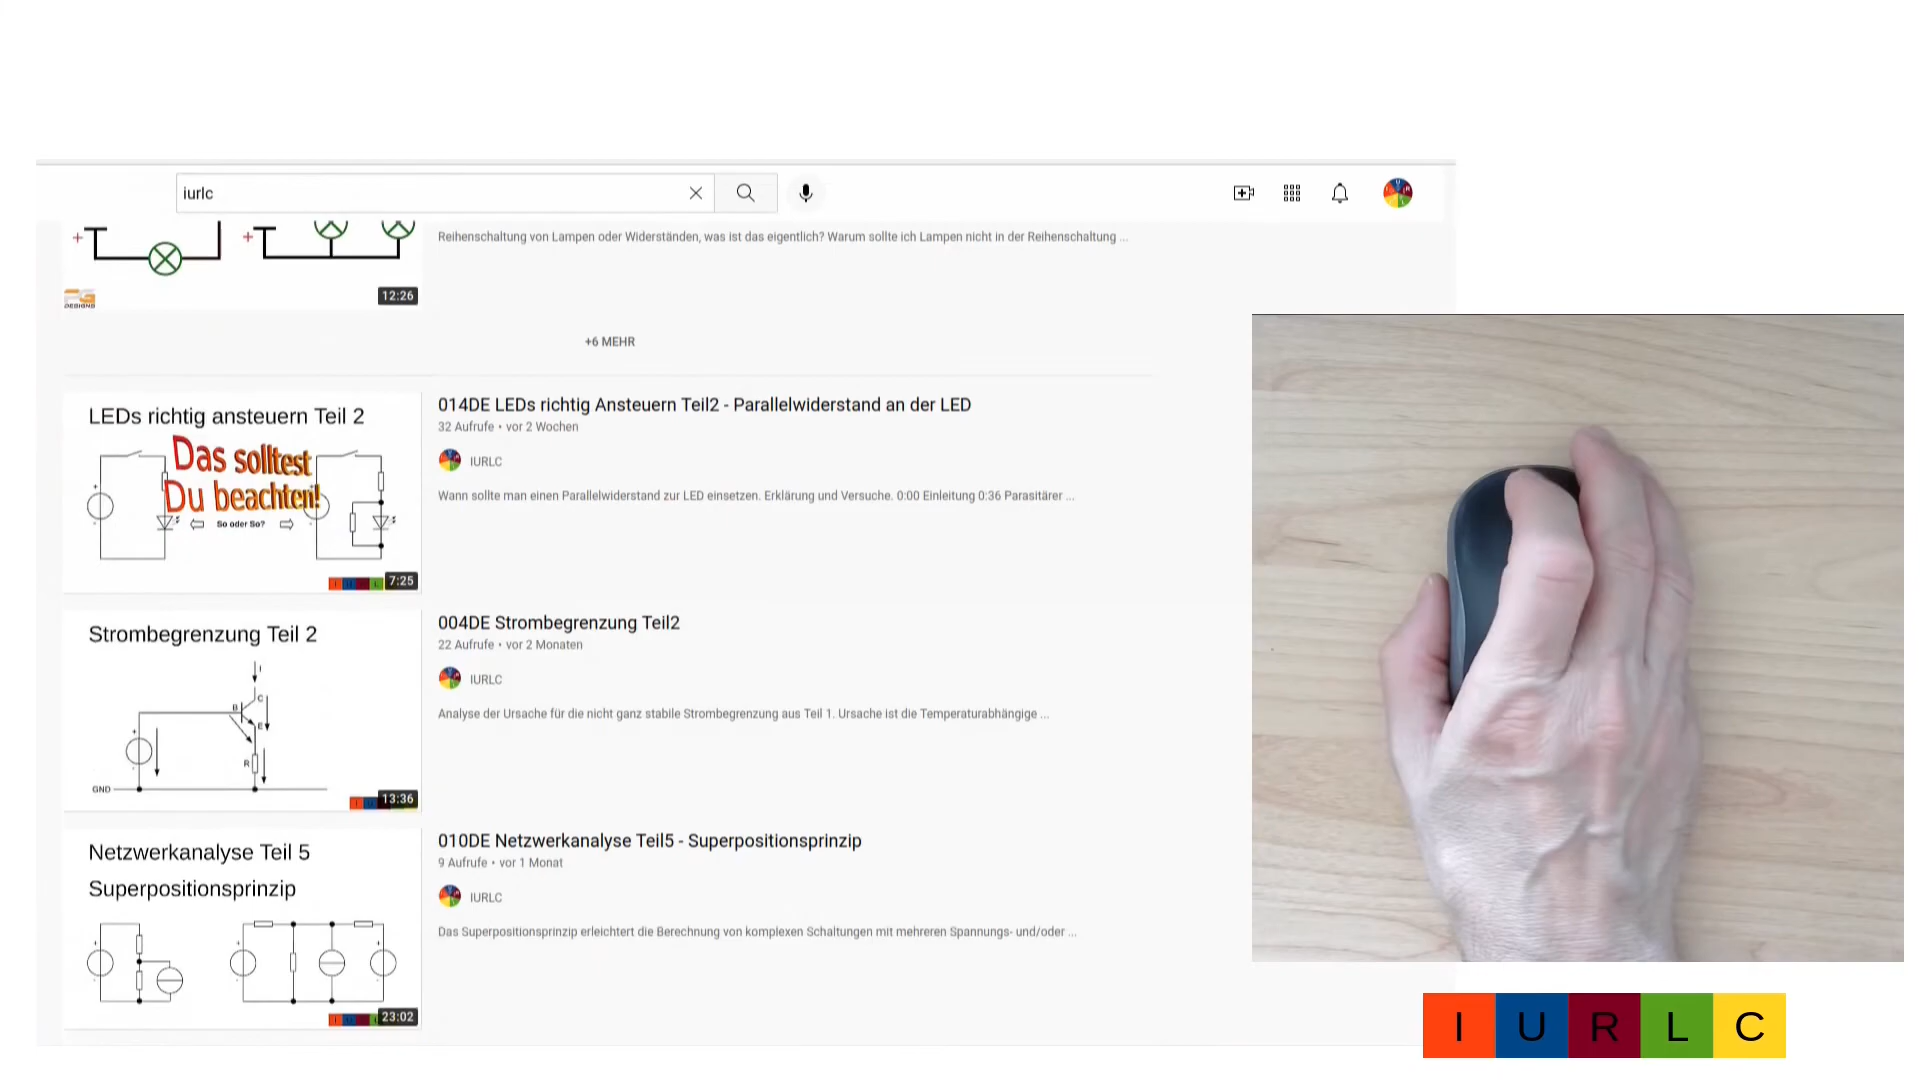 iurlc
Reihenschaltung von Lampen oder Widerständen, was ist das eigentlich? Warum sollte ich Lampen nicht in der Reihenschaltung ...
+
+
PG
DESIGNS
12:26
+6 MEHR
LEDs richtig ansteuern Teil 2
Das solltest
Du beachten!
So oder So?
7:25
014DE LEDs richtig Ansteuern Teil2 - Parallelwiderstand an der LED
32 Aufrufe • vor 2 Wochen
IURLC
Wann sollte man einen Parallelwiderstand zur LED einsetzen. Erklärung und Versuche. 0:00 Einleitung 0:36 Parasitärer ...
Strombegrenzung Teil 2
I
C
B
E
R
GND
13:36
004DE Strombegrenzung Teil2
22 Aufrufe • vor 2 Monaten
IURLC
Analyse der Ursache für die nicht ganz stabile Strombegrenzung aus Teil 1. Ursache ist die Temperaturabhängige ...
Netzwerkanalyse Teil 5
Superpositionsprinzip
23:02
010DE Netzwerkanalyse Teil5 - Superpositionsprinzip
9 Aufrufe • vor 1 Monat
IURLC
Das Superpositionsprinzip erleichtert die Berechnung von komplexen Schaltungen mit mehreren Spannungs- und/oder ...
I U R L C